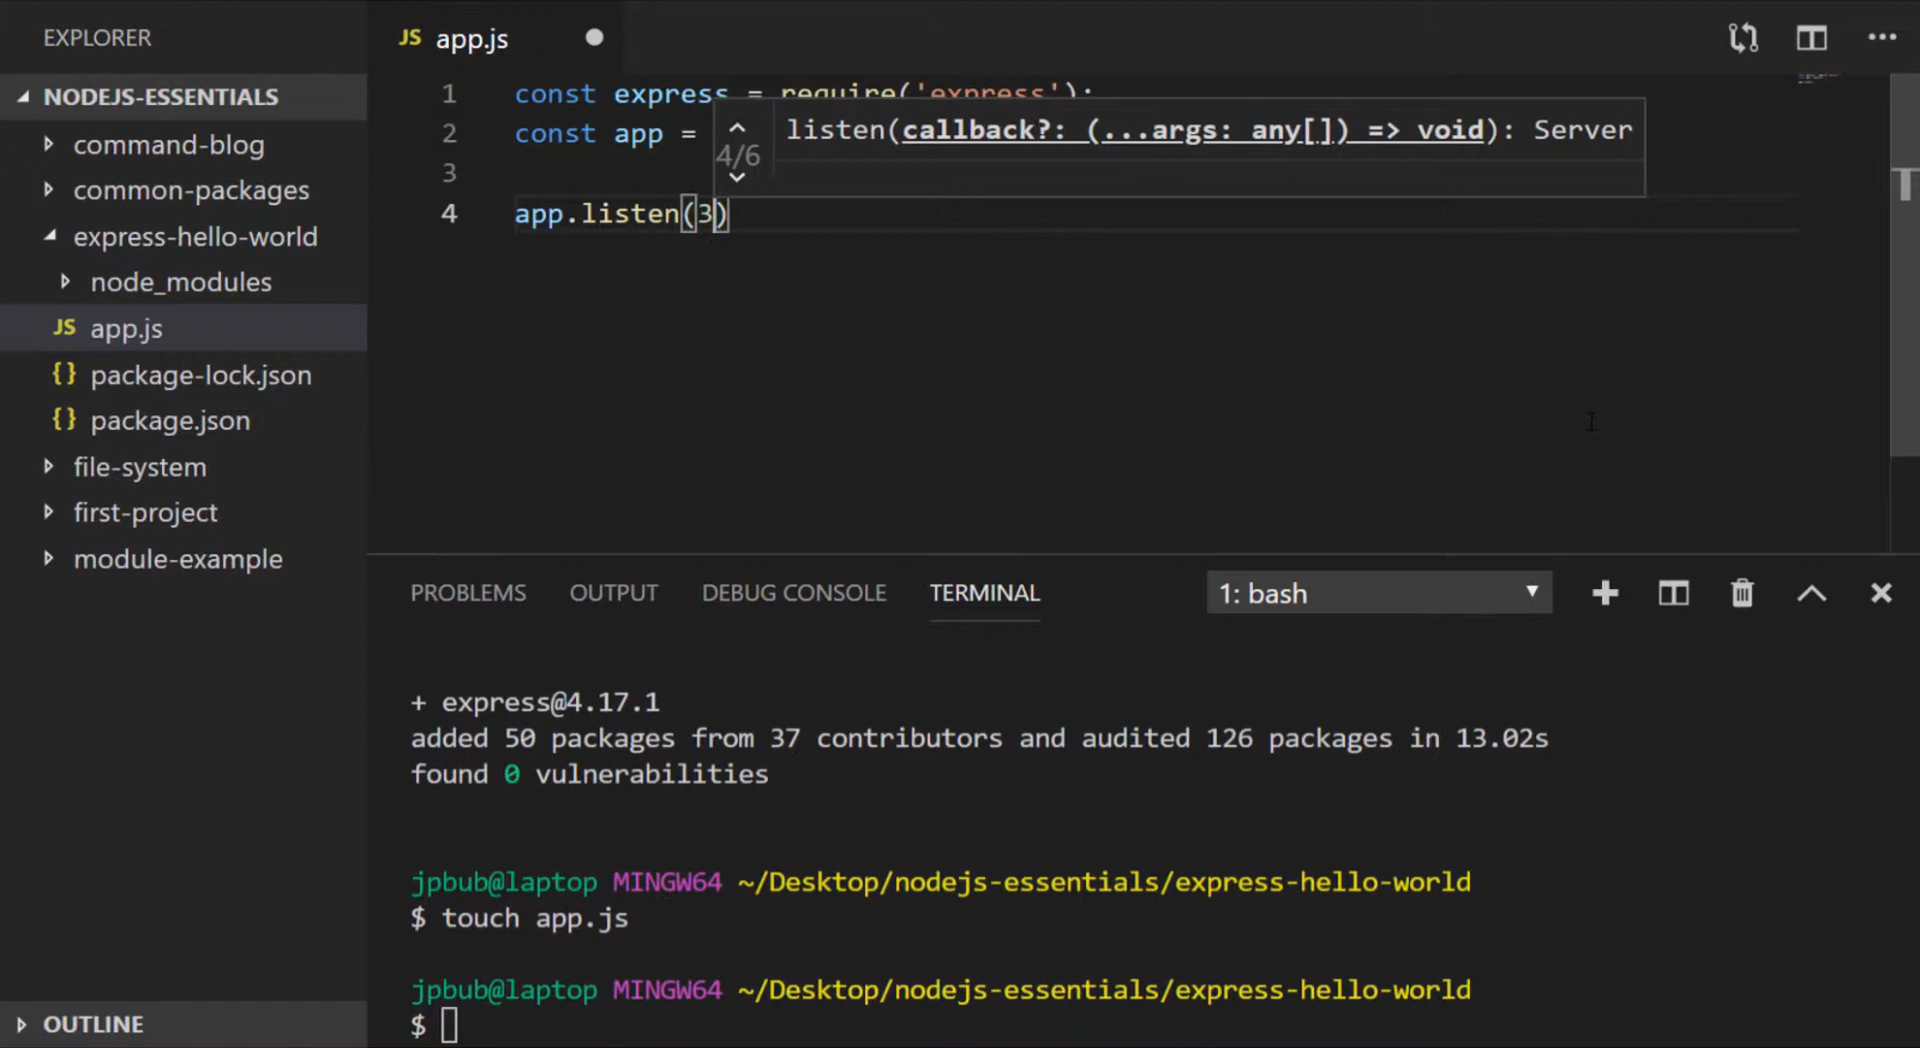 EXPLORER
NODEJS-ESSENTIALS
command-blog
common-packages
express-hello-world
node_modules
JS app.js
{} package-lock.json
{} package.json
file-system
first-project
module-example
OUTLINE
JS app.js
1 const express = require('express');
2 const app =
3
4 app.listen(3)
4/6
listen(callback?: (...args: any[]) => void): Server
PROBLEMS OUTPUT DEBUG CONSOLE TERMINAL 1: bash
+ express@4.17.1
added 50 packages from 37 contributors and audited 126 packages in 13.02s
found 0 vulnerabilities
jpbub@laptop MINGW64 ~/Desktop/nodejs-essentials/express-hello-world
$ touch app.js
jpbub@laptop MINGW64 ~/Desktop/nodejs-essentials/express-hello-world
$